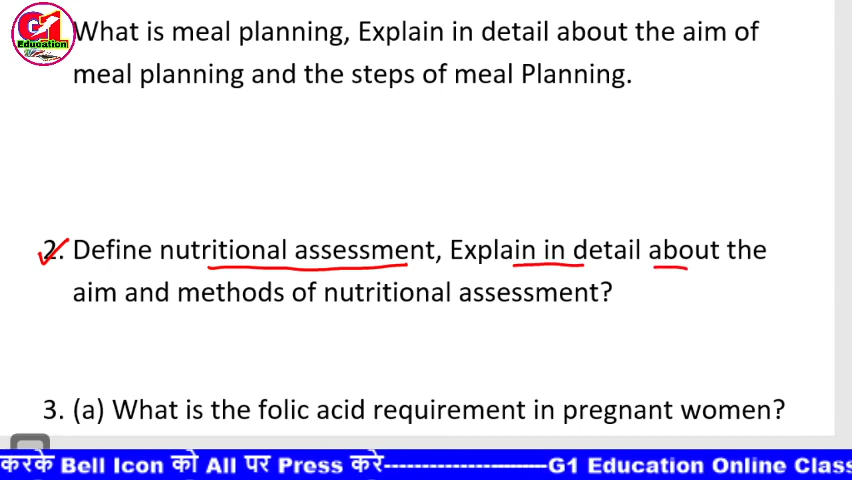 G1
Education
What is meal planning, Explain in detail about the aim of
meal planning and the steps of meal Planning.
2. Define nutritional assessment, Explain in detail about the
aim and methods of nutritional assessment?
3. (a) What is the folic acid requirement in pregnant women?
करके Bell Icon को All पर Press करे-----------------------G1 Education Online Class